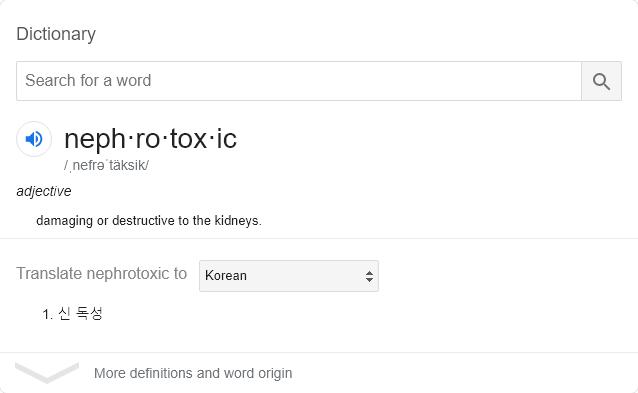 Dictionary
Search for a word
neph·ro·tox·ic
/ˌnefrəˈtäksik/
adjective
damaging or destructive to the kidneys.
Translate nephrotoxic to Korean
1. 신 독성
More definitions and word origin